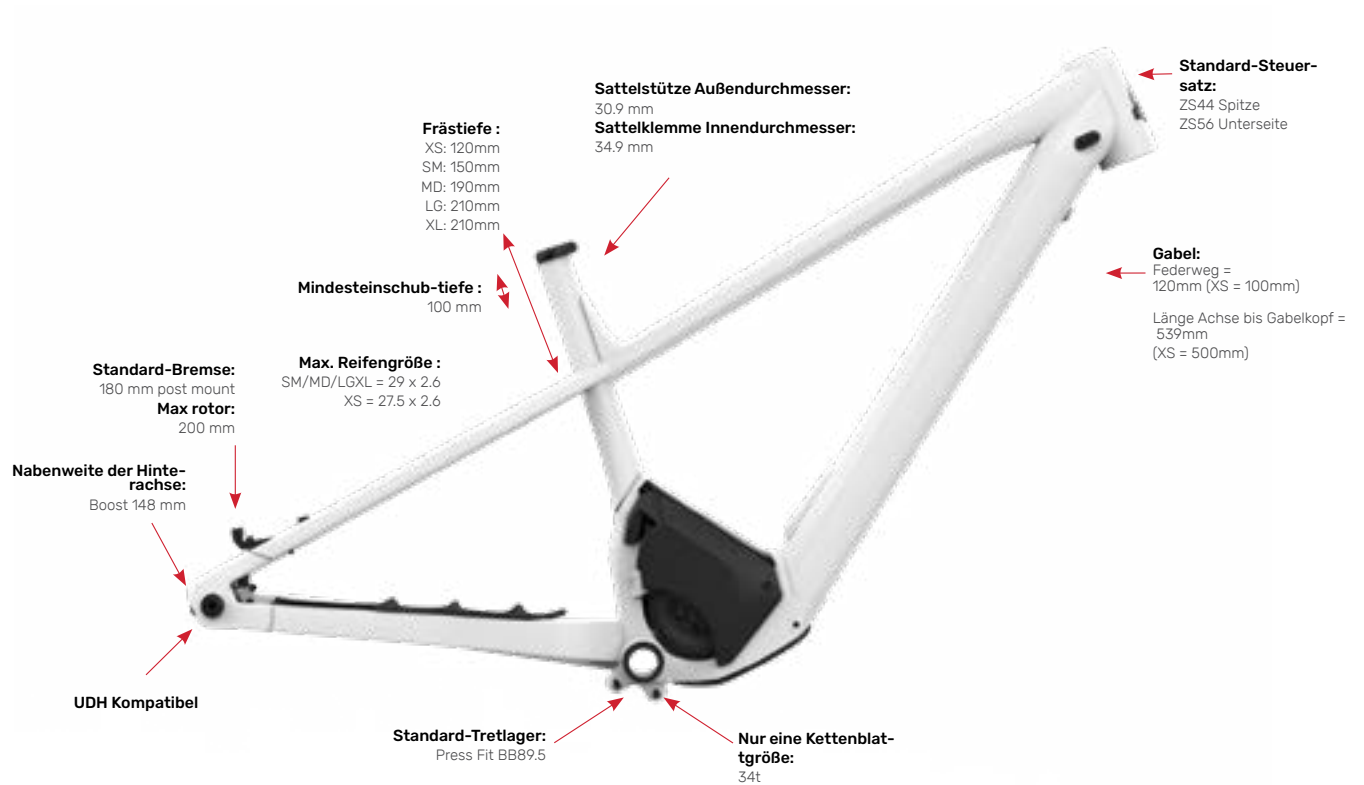 Standard-Steuer-
satz:
ZS44 Spitze
ZS56 Unterseite
Sattelstütze Außendurchmesser:
30.9 mm
Sattelklemme Innendurchmesser:
34.9 mm
Frästiefe :
XS: 120mm
SM: 150mm
MD: 190mm
LG: 210mm
XL: 210mm
Gabel:
Federweg =
120mm (XS = 100mm)
Länge Achse bis Gabelkopf =
539mm
(XS = 500mm)
Mindesteinschub-tiefe :
100 mm
Max. Reifengröße :
SM/MD/LGXL = 29 x 2.6
XS = 27.5 x 2.6
Standard-Bremse:
180 mm post mount
Max rotor:
200 mm
Nabenweite der Hinte-
rachse:
Boost 148 mm
UDH Kompatibel
Standard-Tretlager:
Press Fit BB89.5
Nur eine Kettenblat-
tgröße:
34t